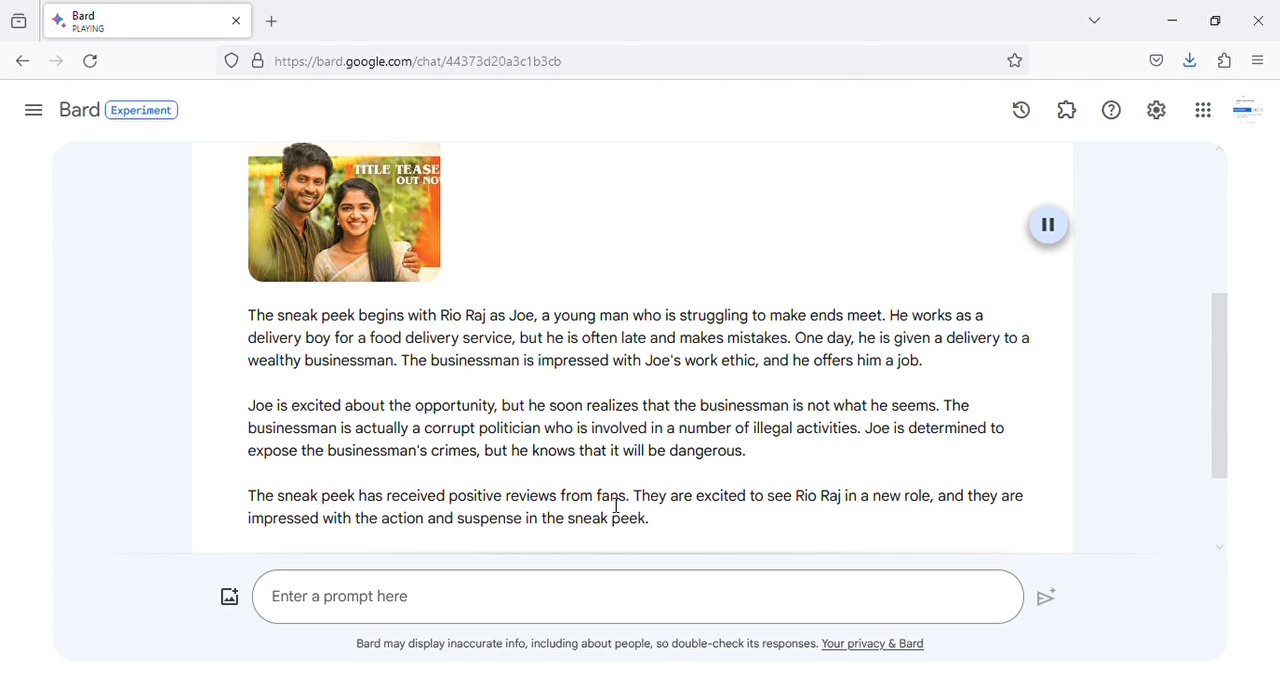 Bard
PLAYING
https://bard.google.com/chat/44373d20a3c1b3cb
Bard Experiment
TITLE TEASE
OUT NO
The sneak peek begins with Rio Raj as Joe, a young man who is struggling to make ends meet. He works as a
delivery boy for a food delivery service, but he is often late and makes mistakes. One day, he is given a delivery to a
wealthy businessman. The businessman is impressed with Joe's work ethic, and he offers him a job.
Joe is excited about the opportunity, but he soon realizes that the businessman is not what he seems. The
businessman is actually a corrupt politician who is involved in a number of illegal activities. Joe is determined to
expose the businessman's crimes, but he knows that it will be dangerous.
The sneak peek has received positive reviews from fans. They are excited to see Rio Raj in a new role, and they are
impressed with the action and suspense in the sneak peek.
Enter a prompt here
Bard may display inaccurate info, including about people, so double-check its responses. Your privacy & Bard